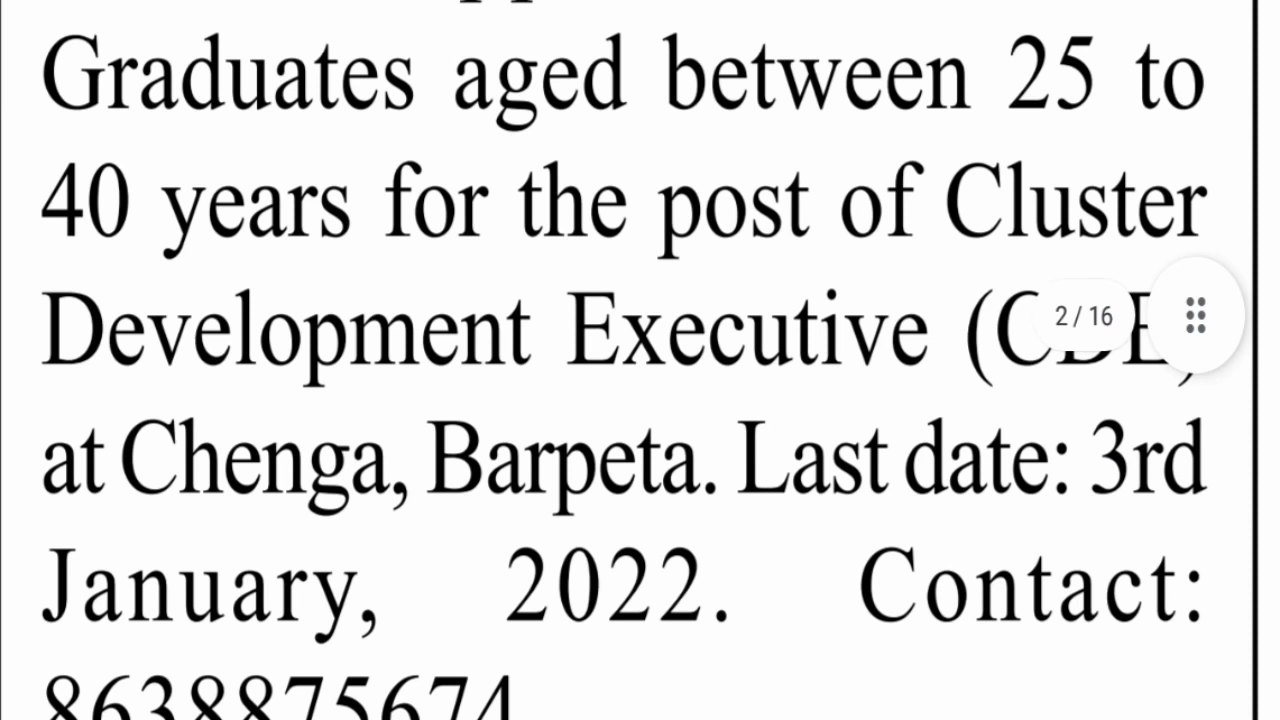 Graduates aged between 25 to
40 years for the post of Cluster
Development Executive
2 / 16
at Chenga, Barpeta. Last date: 3rd
January, 2022. Contact:
8638875674